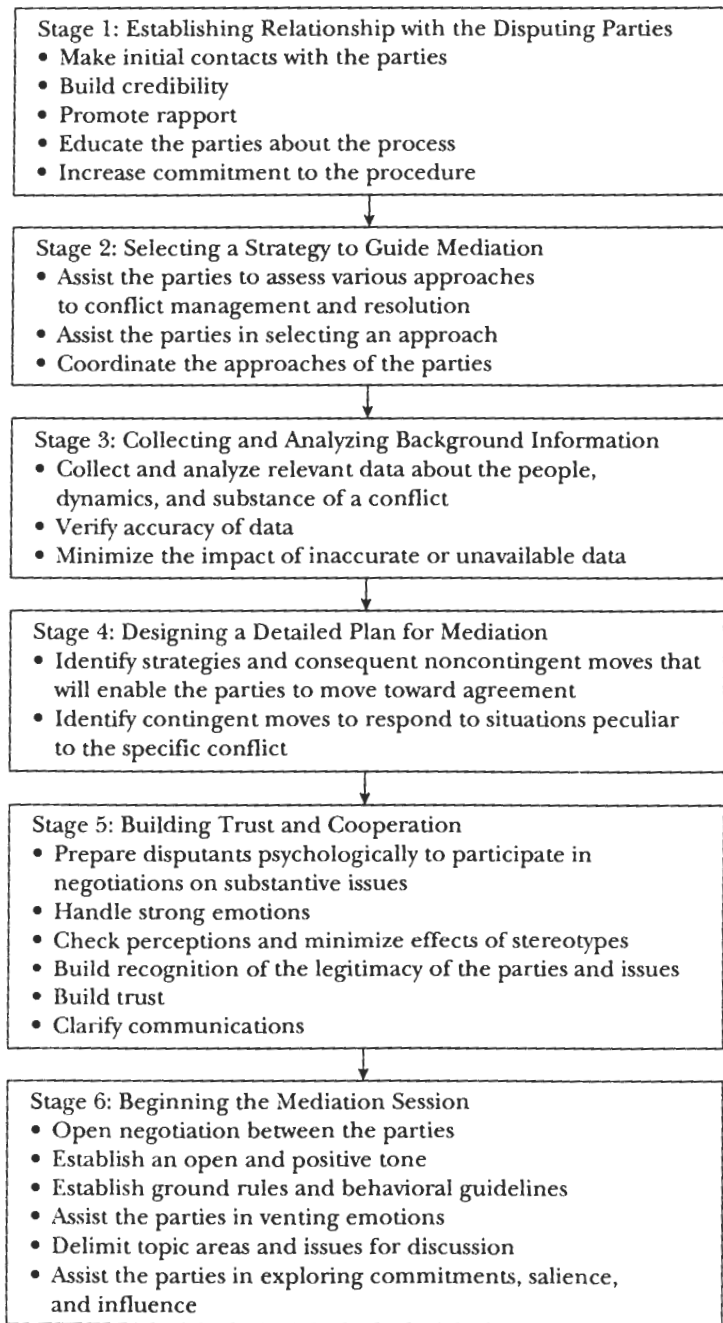 Stage 1: Establishing Relationship with the Disputing Parties
• Make initial contacts with the parties
• Build credibility
• Promote rapport
• Educate the parties about the process
• Increase commitment to the procedure
Stage 2: Selecting a Strategy to Guide Mediation
• Assist the parties to assess various approaches
to conflict management and resolution
• Assist the parties in selecting an approach
• Coordinate the approaches of the parties
Stage 3: Collecting and Analyzing Background Information
• Collect and analyze relevant data about the people,
dynamics, and substance of a conflict
• Verify accuracy of data
• Minimize the impact of inaccurate or unavailable data
Stage 4: Designing a Detailed Plan for Mediation
• Identify strategies and consequent noncontingent moves that
will enable the parties to move toward agreement
• Identify contingent moves to respond to situations peculiar
to the specific conflict
Stage 5: Building Trust and Cooperation
• Prepare disputants psychologically to participate in
negotiations on substantive issues
• Handle strong emotions
• Check perceptions and minimize effects of stereotypes
• Build recognition of the legitimacy of the parties and issues
• Build trust
• Clarify communications
Stage 6: Beginning the Mediation Session
• Open negotiation between the parties
• Establish an open and positive tone
• Establish ground rules and behavioral guidelines
• Assist the parties in venting emotions
• Delimit topic areas and issues for discussion
• Assist the parties in exploring commitments, salience,
and influence